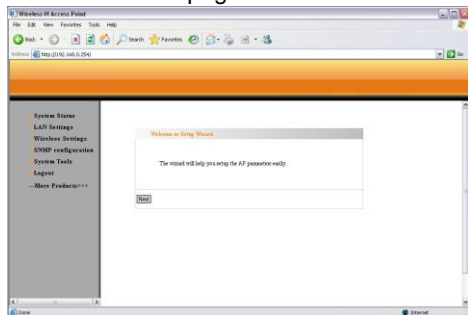 Wireless-N Access Point
File Edit View Favorites Tools Help
Back Search Favorites
Address http://192.168.0.254/ Go
System Status
LAN Settings
Wireless Settings
SNMP configuration
System Tools
Logout
--More Products>>>
Welcome to Setup Wizard
The wizard will help you setup the AP parameters easily.
Next
Done Internet